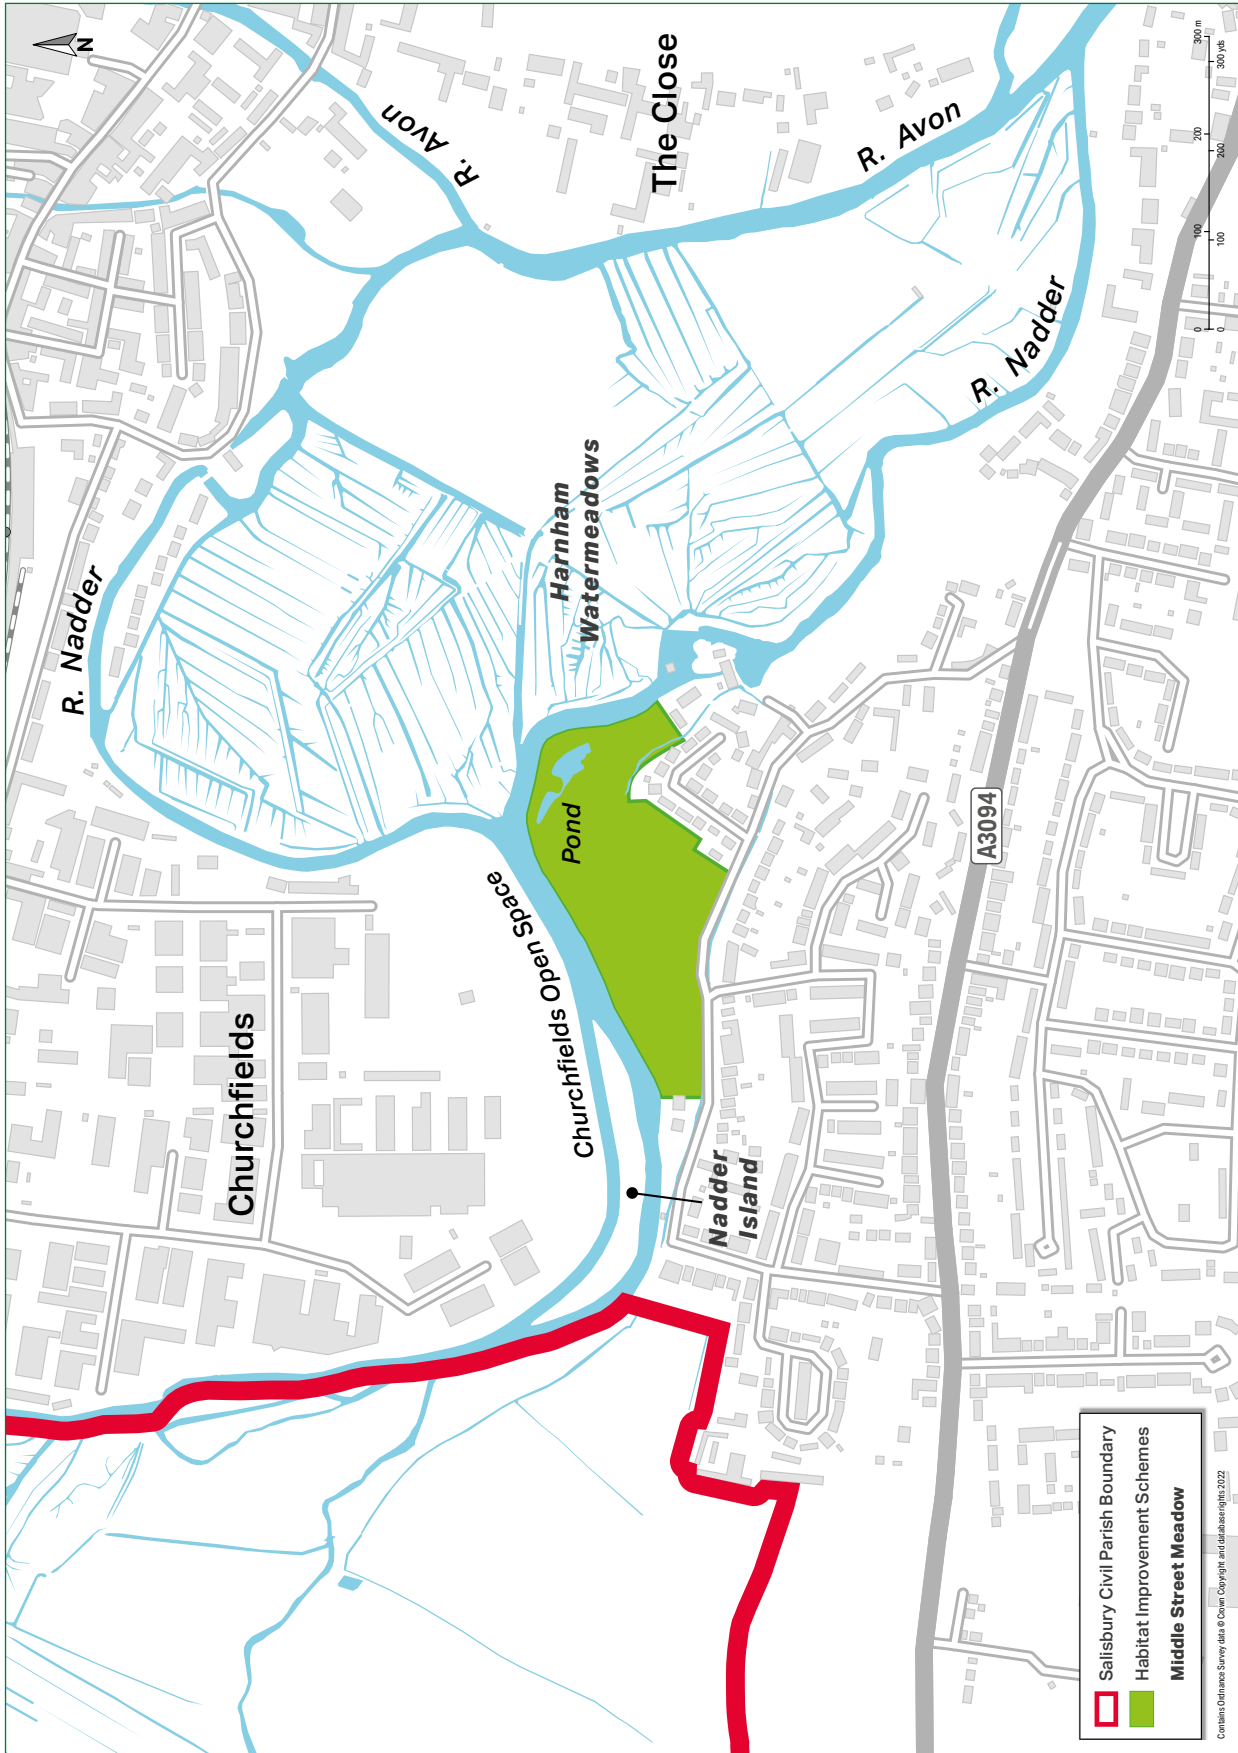 N
R. Avon
The Close
R. Avon
R. Nadder
R. Nadder
Harnham
Watermeadows
Pond
Churchfields Open Space
Churchfields
Nadder
Island
A3094
0 100 200 300 m
0 100 200 300 yds
Salisbury Civil Parish Boundary
Habitat Improvement Schemes
Middle Street Meadow
Contains Ordnance Survey data © Crown Copyright and database rights 2022